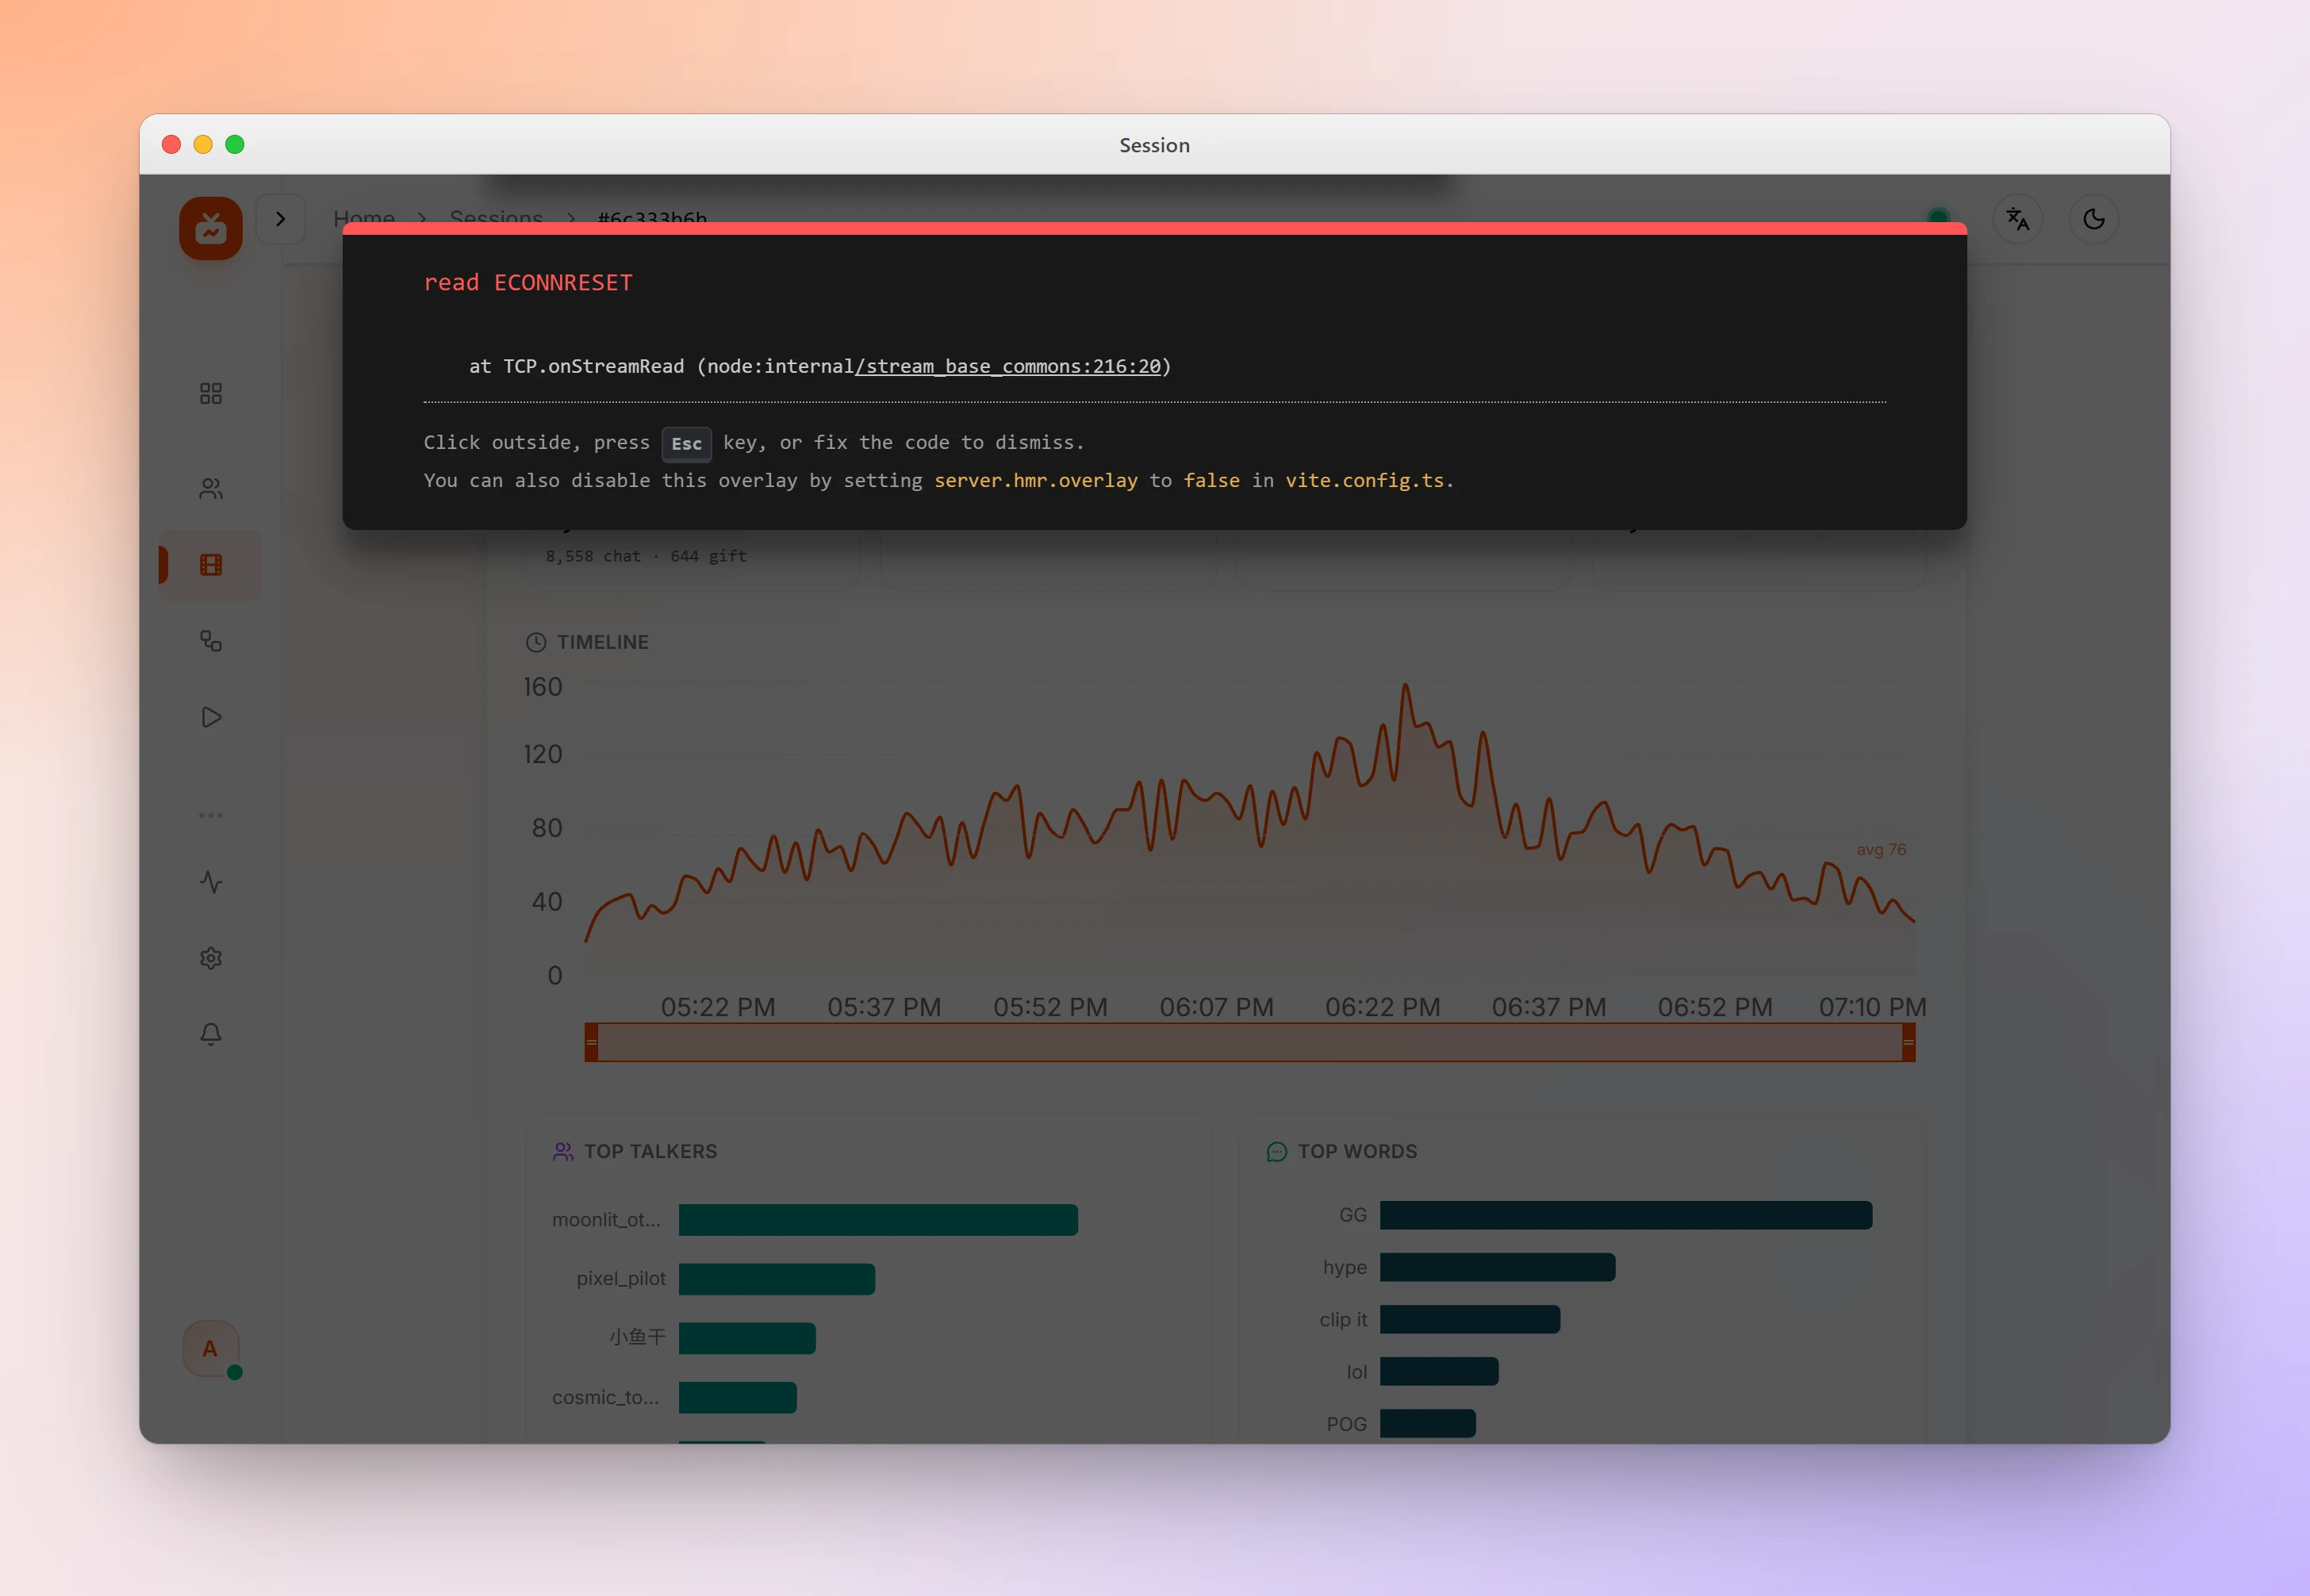 Session
Home > Sessions > #6c333b6b
read ECONNRESET
at TCP.onStreamRead (node:internal/stream_base_commons:216:20)
Click outside, press Esc key, or fix the code to dismiss.
You can also disable this overlay by setting server.hmr.overlay to false in vite.config.ts.
8,558 chat · 644 gift
TIMELINE
160
120
80
40
0
avg 76
05:22 PM 05:37 PM 05:52 PM 06:07 PM 06:22 PM 06:37 PM 06:52 PM 07:10 PM
TOP TALKERS
moonlit_ot...
pixel_pilot
小鱼干
cosmic_to...
TOP WORDS
GG
hype
clip it
lol
POG
A